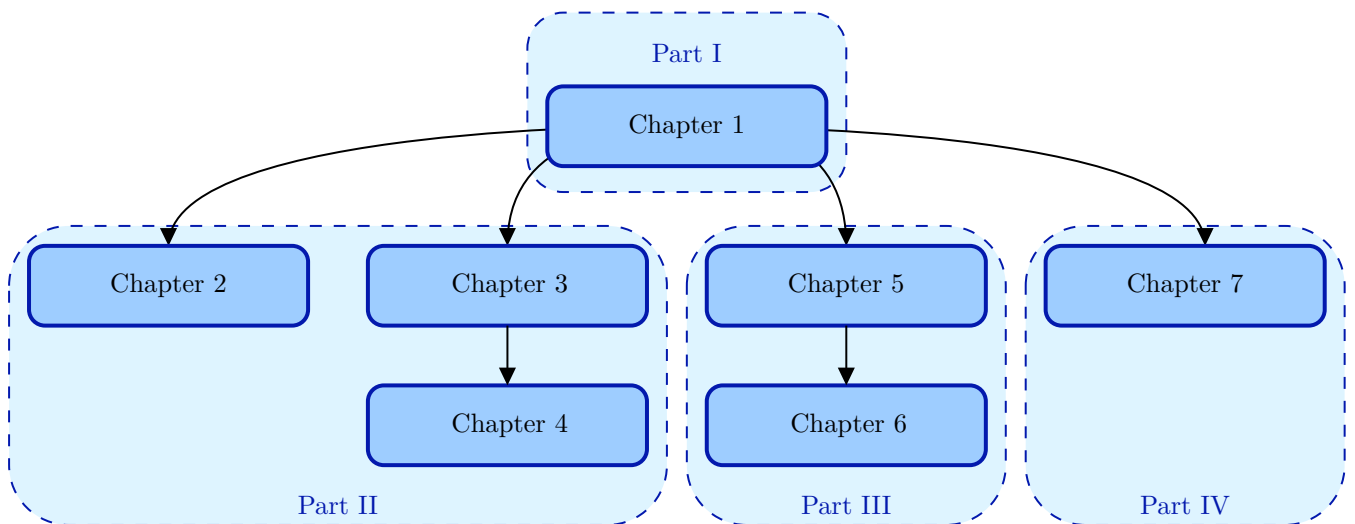 Part I
Chapter 1
Chapter 2
Chapter 3
Chapter 5
Chapter 7
Chapter 4
Chapter 6
Part II
Part III
Part IV